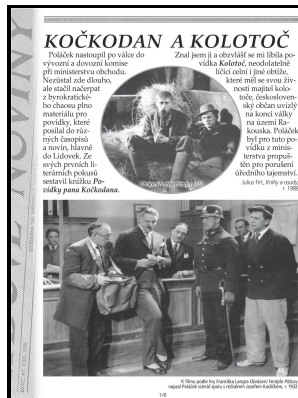 KOČKODAN A KOLOTOČ
Poláček nastoupil po válce do
vývozní a dovozní komise
při ministerstvu obchodu.
Nezůstal zde dlouho,
ale stačil načerpat
z byrokratické-
ho chaosu plno
materiálu pro
povídky, které
posílal do růz-
ných časopisů
a novin, hlavně
do Lidovek. Ze
svých prvních li-
terárních pokusů
sestavil knížku Po-
vídky pana Kočkodana.
Znal jsem ji a obzvlášť se mi líbila po-
vídka Kolotoč, neodolatelně
líčící celní i jiné obtíže,
které měl se svou živ-
ností majitel kolo-
toče, českosloven-
ský občan uvízlý
na konci války
na území Ra-
kouska. Poláček
byl pro tuto po-
vídku z minis-
terstva propuš-
těn pro porušení
úředního tajemství.
Julius Firt, Knihy a osudy,
r. 1988
K filmu podle hry Františka Langra Obrácení Ferdyše Pištory
napsal Poláček scénář spolu s režisérem Josefem Kodíčkem, r. 1932
1/8